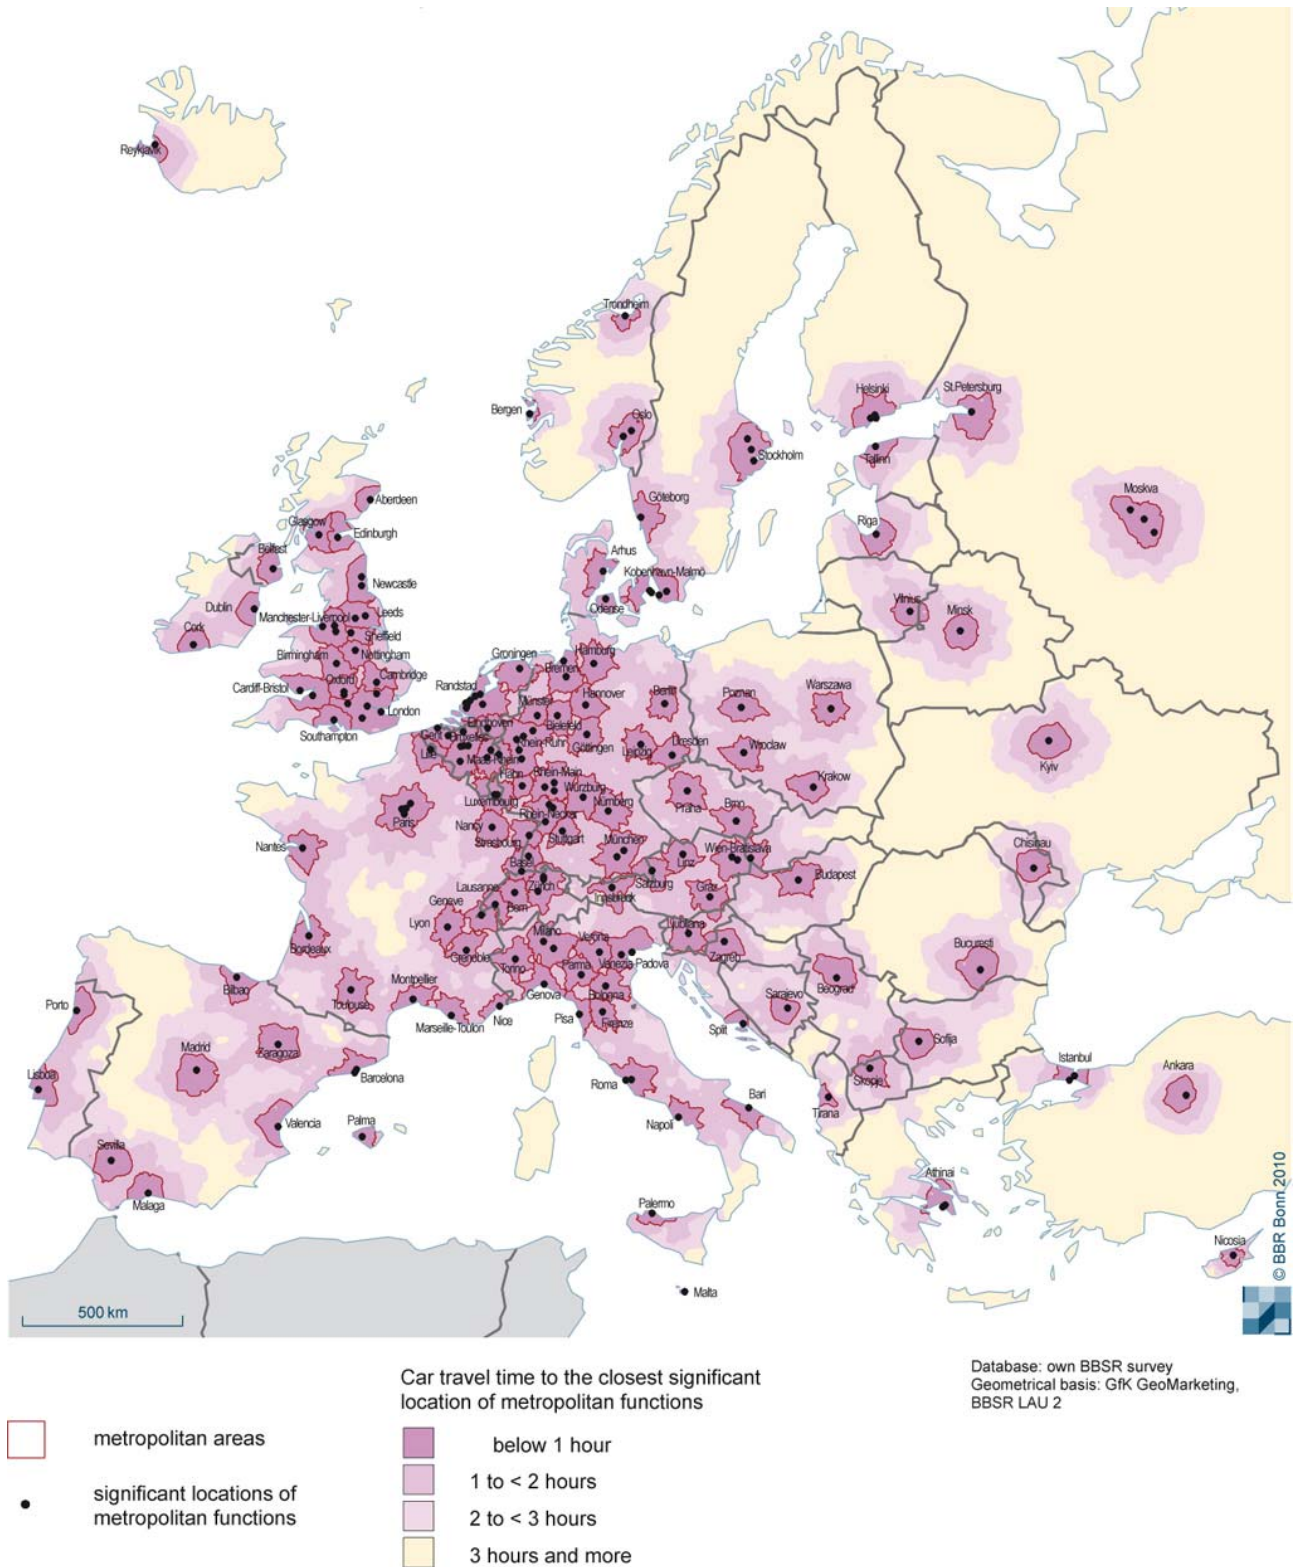 Reykjavik
Trondheim
Bergen
Oslo
Stockholm
Helsinki
St.Petersburg
Tallinn
Moskva
Göteborg
Riga
Aberdeen
Glasgow
Edinburgh
Belfast
Arhus
Kobenhavn-Malmö
Odense
Newcastle
Vilnius
Minsk
Dublin
Manchester-Liverpool
Leeds
Cork
Sheffield
Birmingham
Nottingham
Groningen
Hamburg
Bremen
Oxford
Cambridge
Cardiff-Bristol
Randstad
Hannover
Berlin
Poznan
Warszawa
London
Münster
Southampton
Eindhoven
Bielefeld
Gent
Bruxelles
Rhein-Ruhr
Göttingen
Leipzig
Dresden
Wroclaw
Kyiv
Lille
Maas-Rhein
Hahn
Rhein-Main
Krakow
Würzburg
Luxembourg
Praha
Brno
Paris
Rhein-Neckar
Nürnberg
Nancy
Strasbourg
Stuttgart
Nantes
München
Wien-Bratislava
Chisinau
Basel
Linz
Salzburg
Budapest
Lausanne
Zürich
Innsbruck
Graz
Geneve
Bern
Lyon
Ljubljana
Bordeaux
Milano
Verona
Zagreb
Bucuresti
Grenoble
Torino
Venezia-Padova
Parma
Bilbao
Montpellier
Beograd
Porto
Toulouse
Genova
Bologna
Sarajevo
Nice
Pisa
Firenze
Marseille-Toulon
Split
Madrid
Zaragoza
Sofija
Istanbul
Lisboa
Barcelona
Roma
Skopje
Ankara
Bari
Tirana
Valencia
Palma
Napoli
Sevilla
Athinai
Malaga
Palermo
Nicosia
Malta
© BBR Bonn 2010
500 km
Car travel time to the closest significant
location of metropolitan functions
Database: own BBSR survey
Geometrical basis: GfK GeoMarketing,
BBSR LAU 2
metropolitan areas
below 1 hour
1 to < 2 hours
significant locations of
metropolitan functions
2 to < 3 hours
3 hours and more